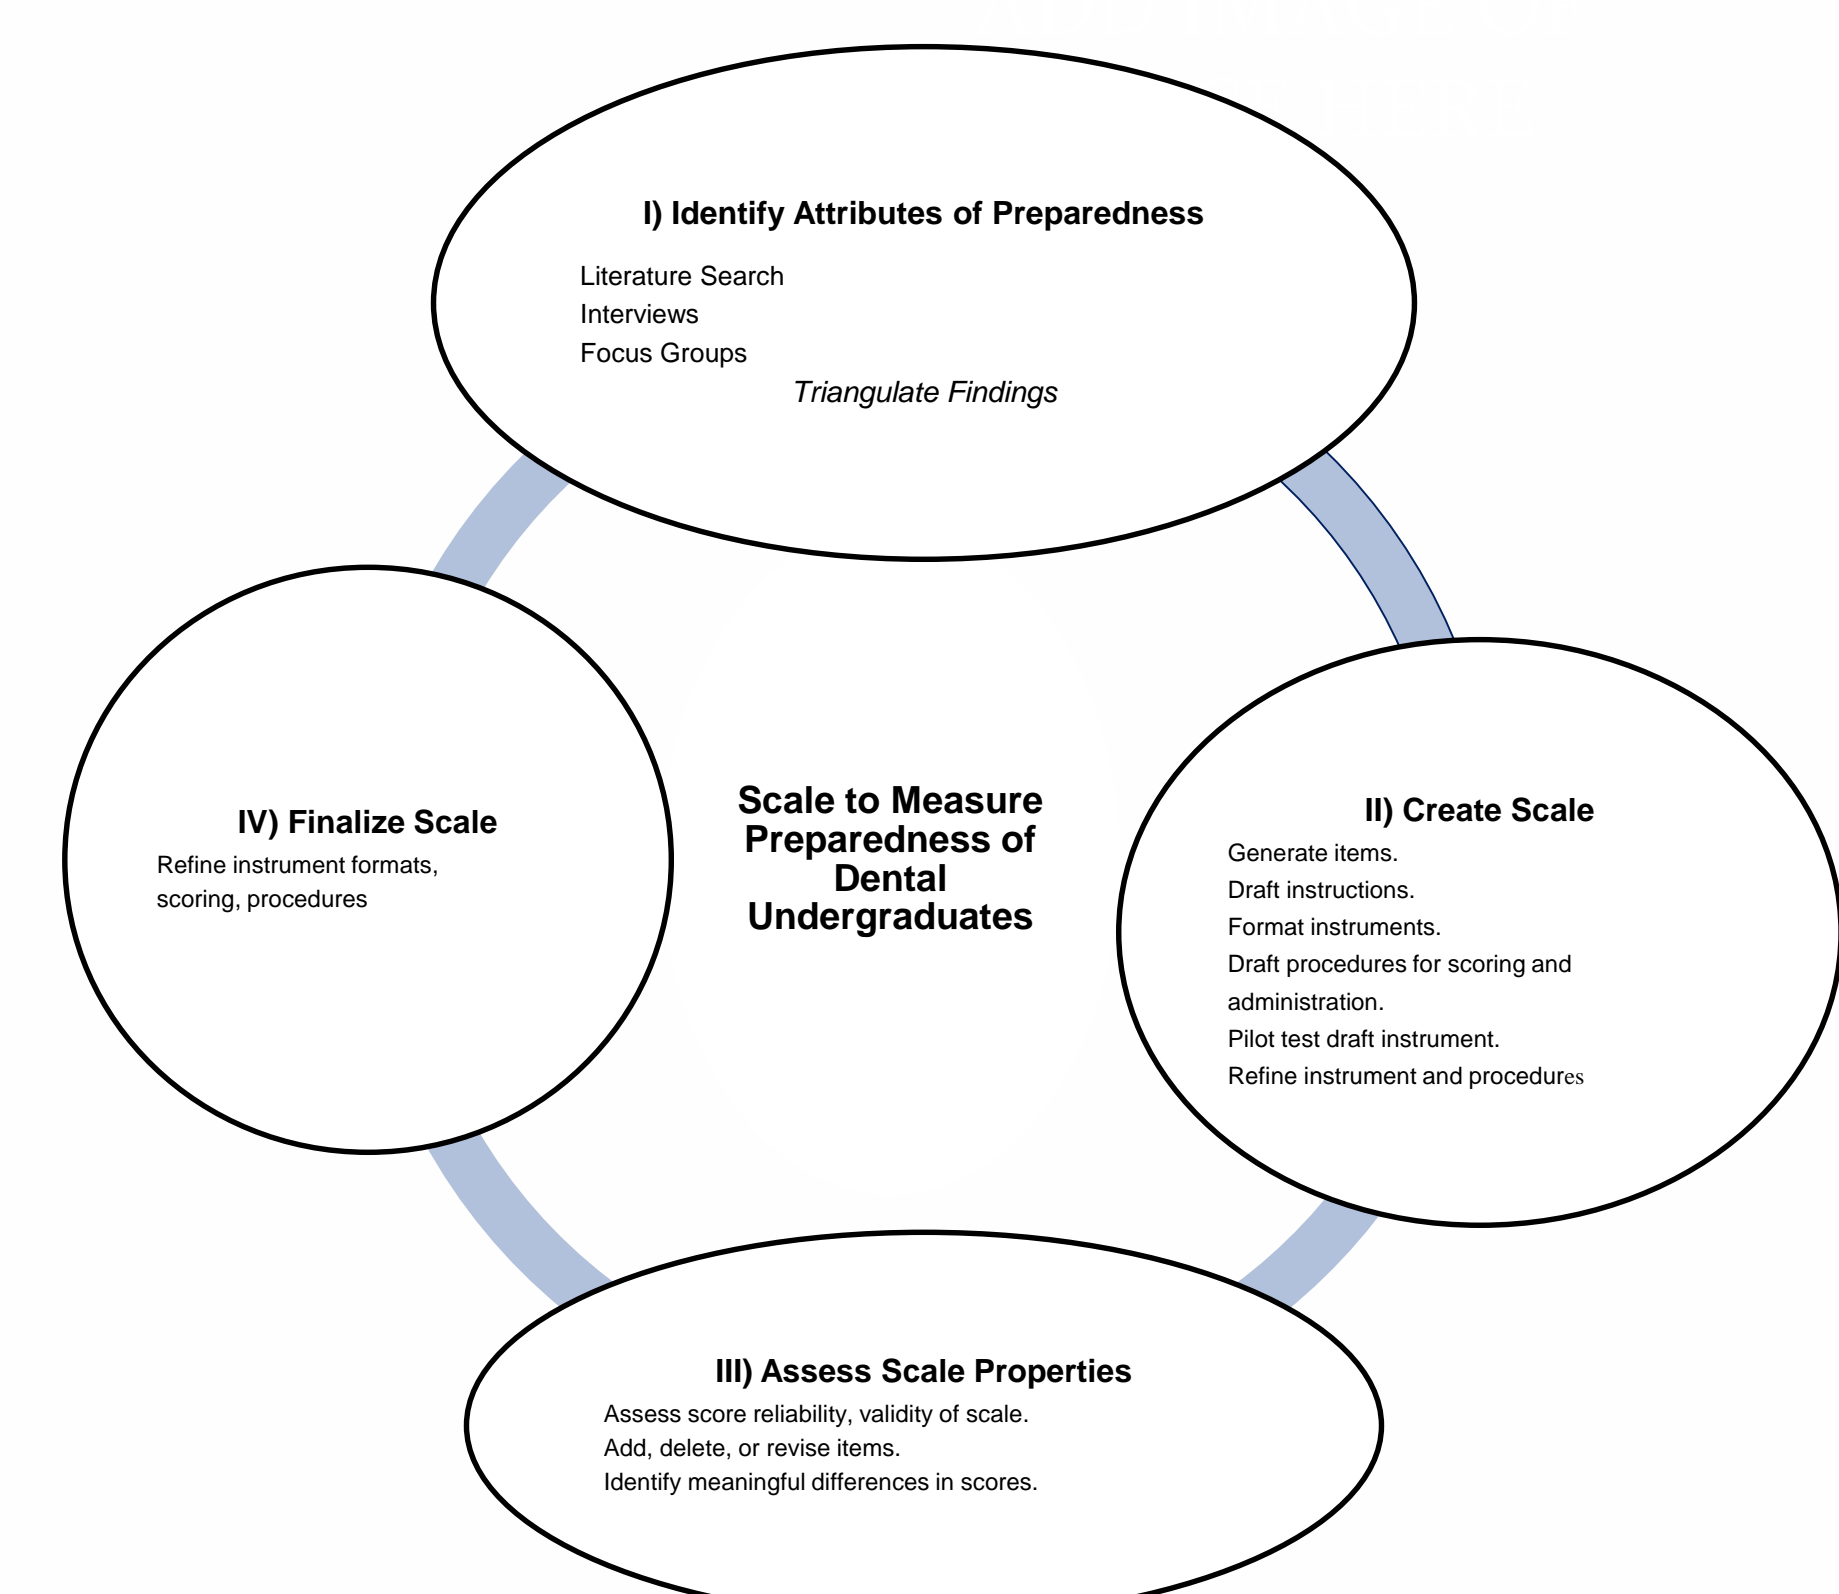 I) Identify Attributes of Preparedness
Literature Search
Interviews
Focus Groups
Triangulate Findings
II) Create Scale
Generate items.
Draft instructions.
Format instruments.
Draft procedures for scoring and
administration.
Pilot test draft instrument.
Refine instrument and procedures
III) Assess Scale Properties
Assess score reliability, validity of scale.
Add, delete, or revise items.
Identify meaningful differences in scores.
IV) Finalize Scale
Refine instrument formats,
scoring, procedures
Scale to Measure
Preparedness of
Dental
Undergraduates